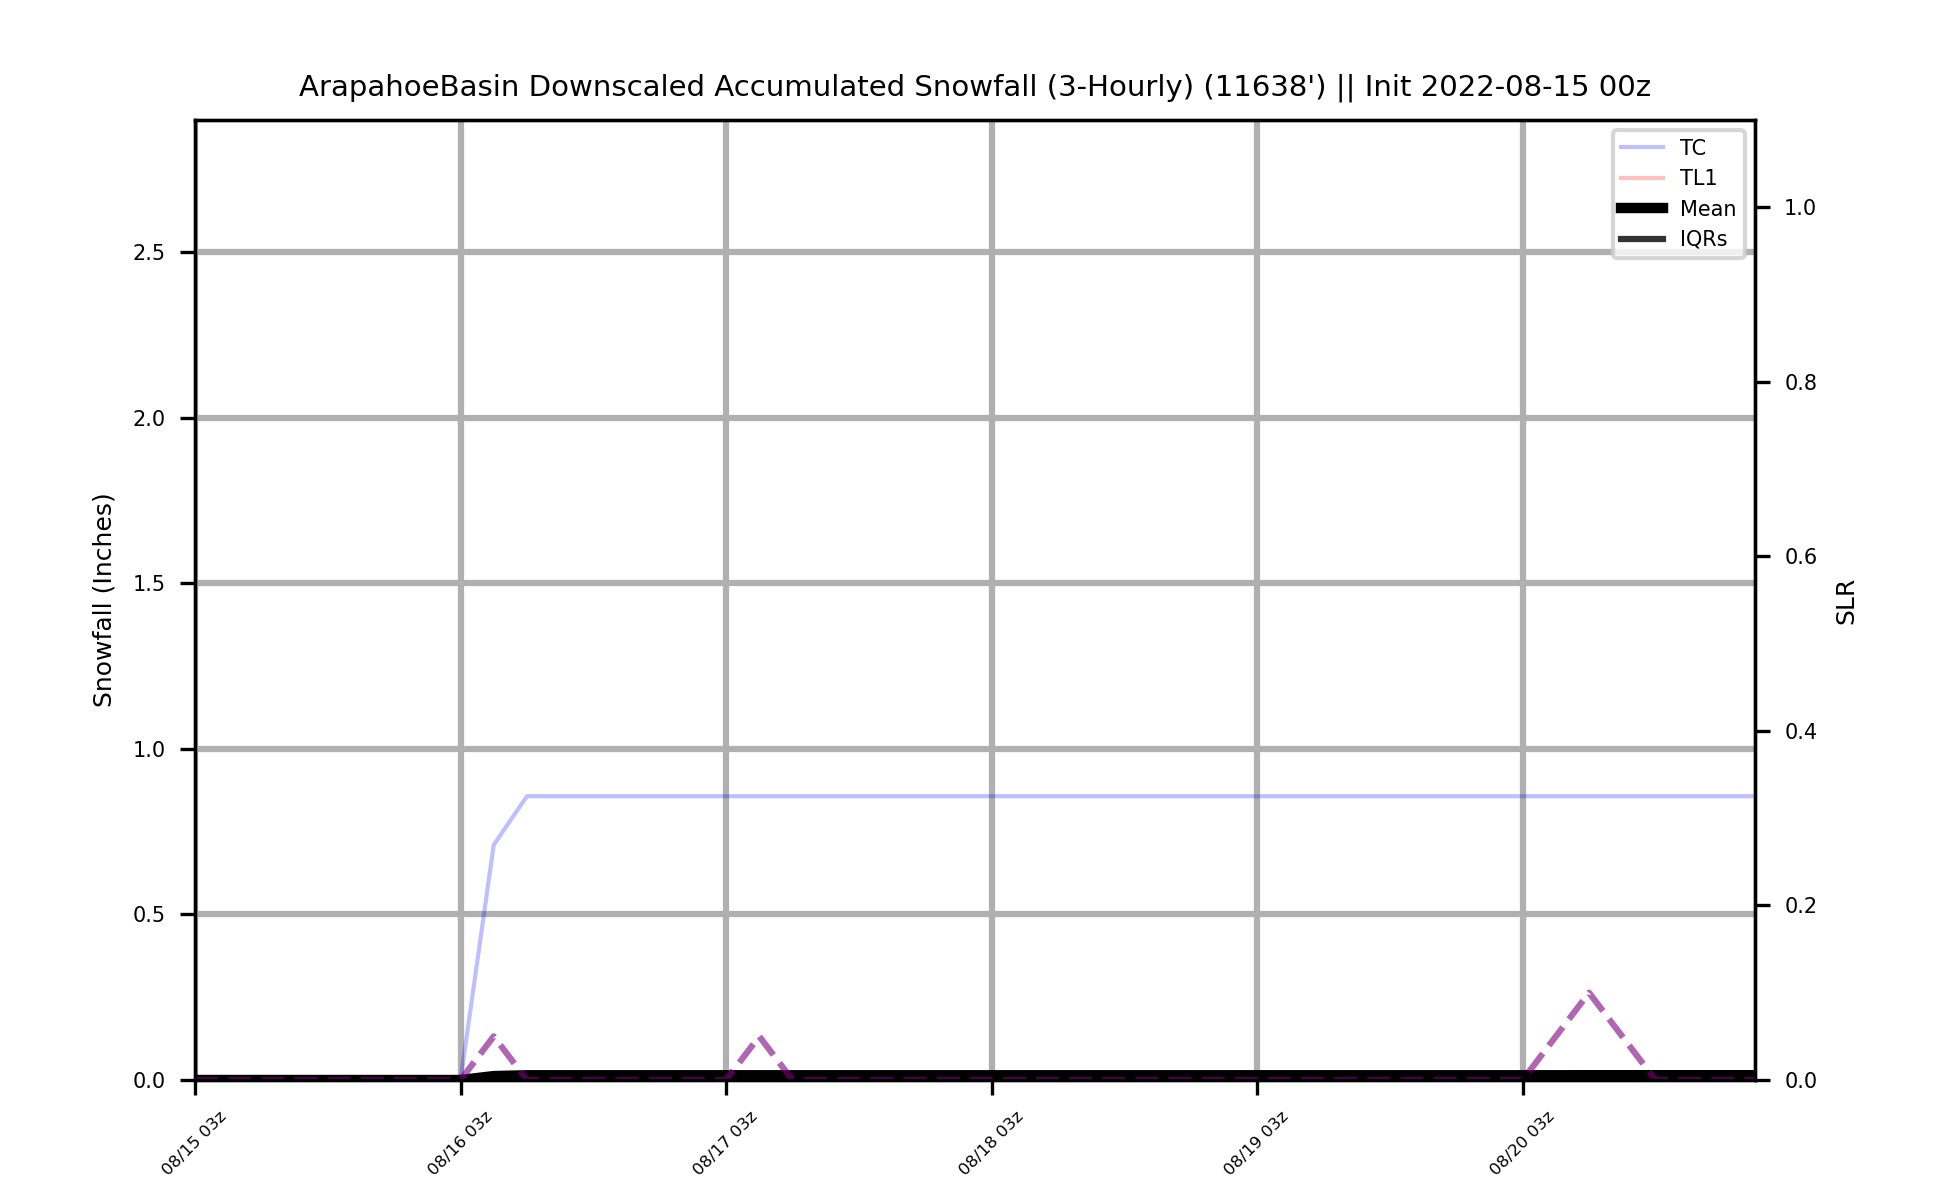 ArapahoeBasin Downscaled Accumulated Snowfall (3-Hourly) (11638') || Init 2022-08-15 00z
TC
TL1
Mean
IQRs
Snowfall (Inches)
2.5
2.0
1.5
1.0
0.5
0.0
SLR
1.0
0.8
0.6
0.4
0.2
0.0
08/15 03z
08/16 03z
08/17 03z
08/18 03z
08/19 03z
08/20 03z